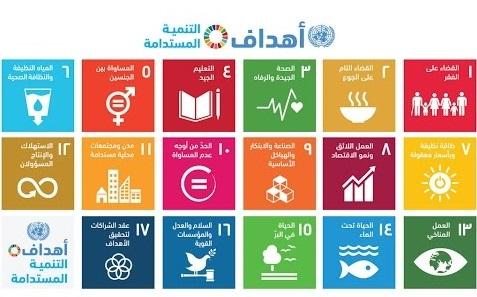 أهداف التنمية
المستدامة
١ القضاء على
الفقر
٢ القضاء التام
على الجوع
٣ الصحة
الجيدة والرفاه
٤ التعليم
الجيد
٥ المساواة بين
الجنسين
٦ المياه النظيفة
والنظافة الصحية
٧ طاقة نظيفة
وبأسعار معقولة
٨ العمل اللائق
ونمو الاقتصاد
٩ الصناعة والابتكار
والهياكل
الأساسية
١٠ الحدّ من أوجه
عدم المساواة
١١ مدن ومجتمعات
محلية مستدامة
١٢ الاستهلاك
والإنتاج
المسؤولان
١٣ العمل
المناخي
١٤ الحياة تحت
الماء
١٥ الحياة
في البرّ
١٦ السلام والعدل
والمؤسسات
القوية
١٧ عقد الشراكات
لتحقيق
الأهداف
أهداف
التنمية
المستدامة